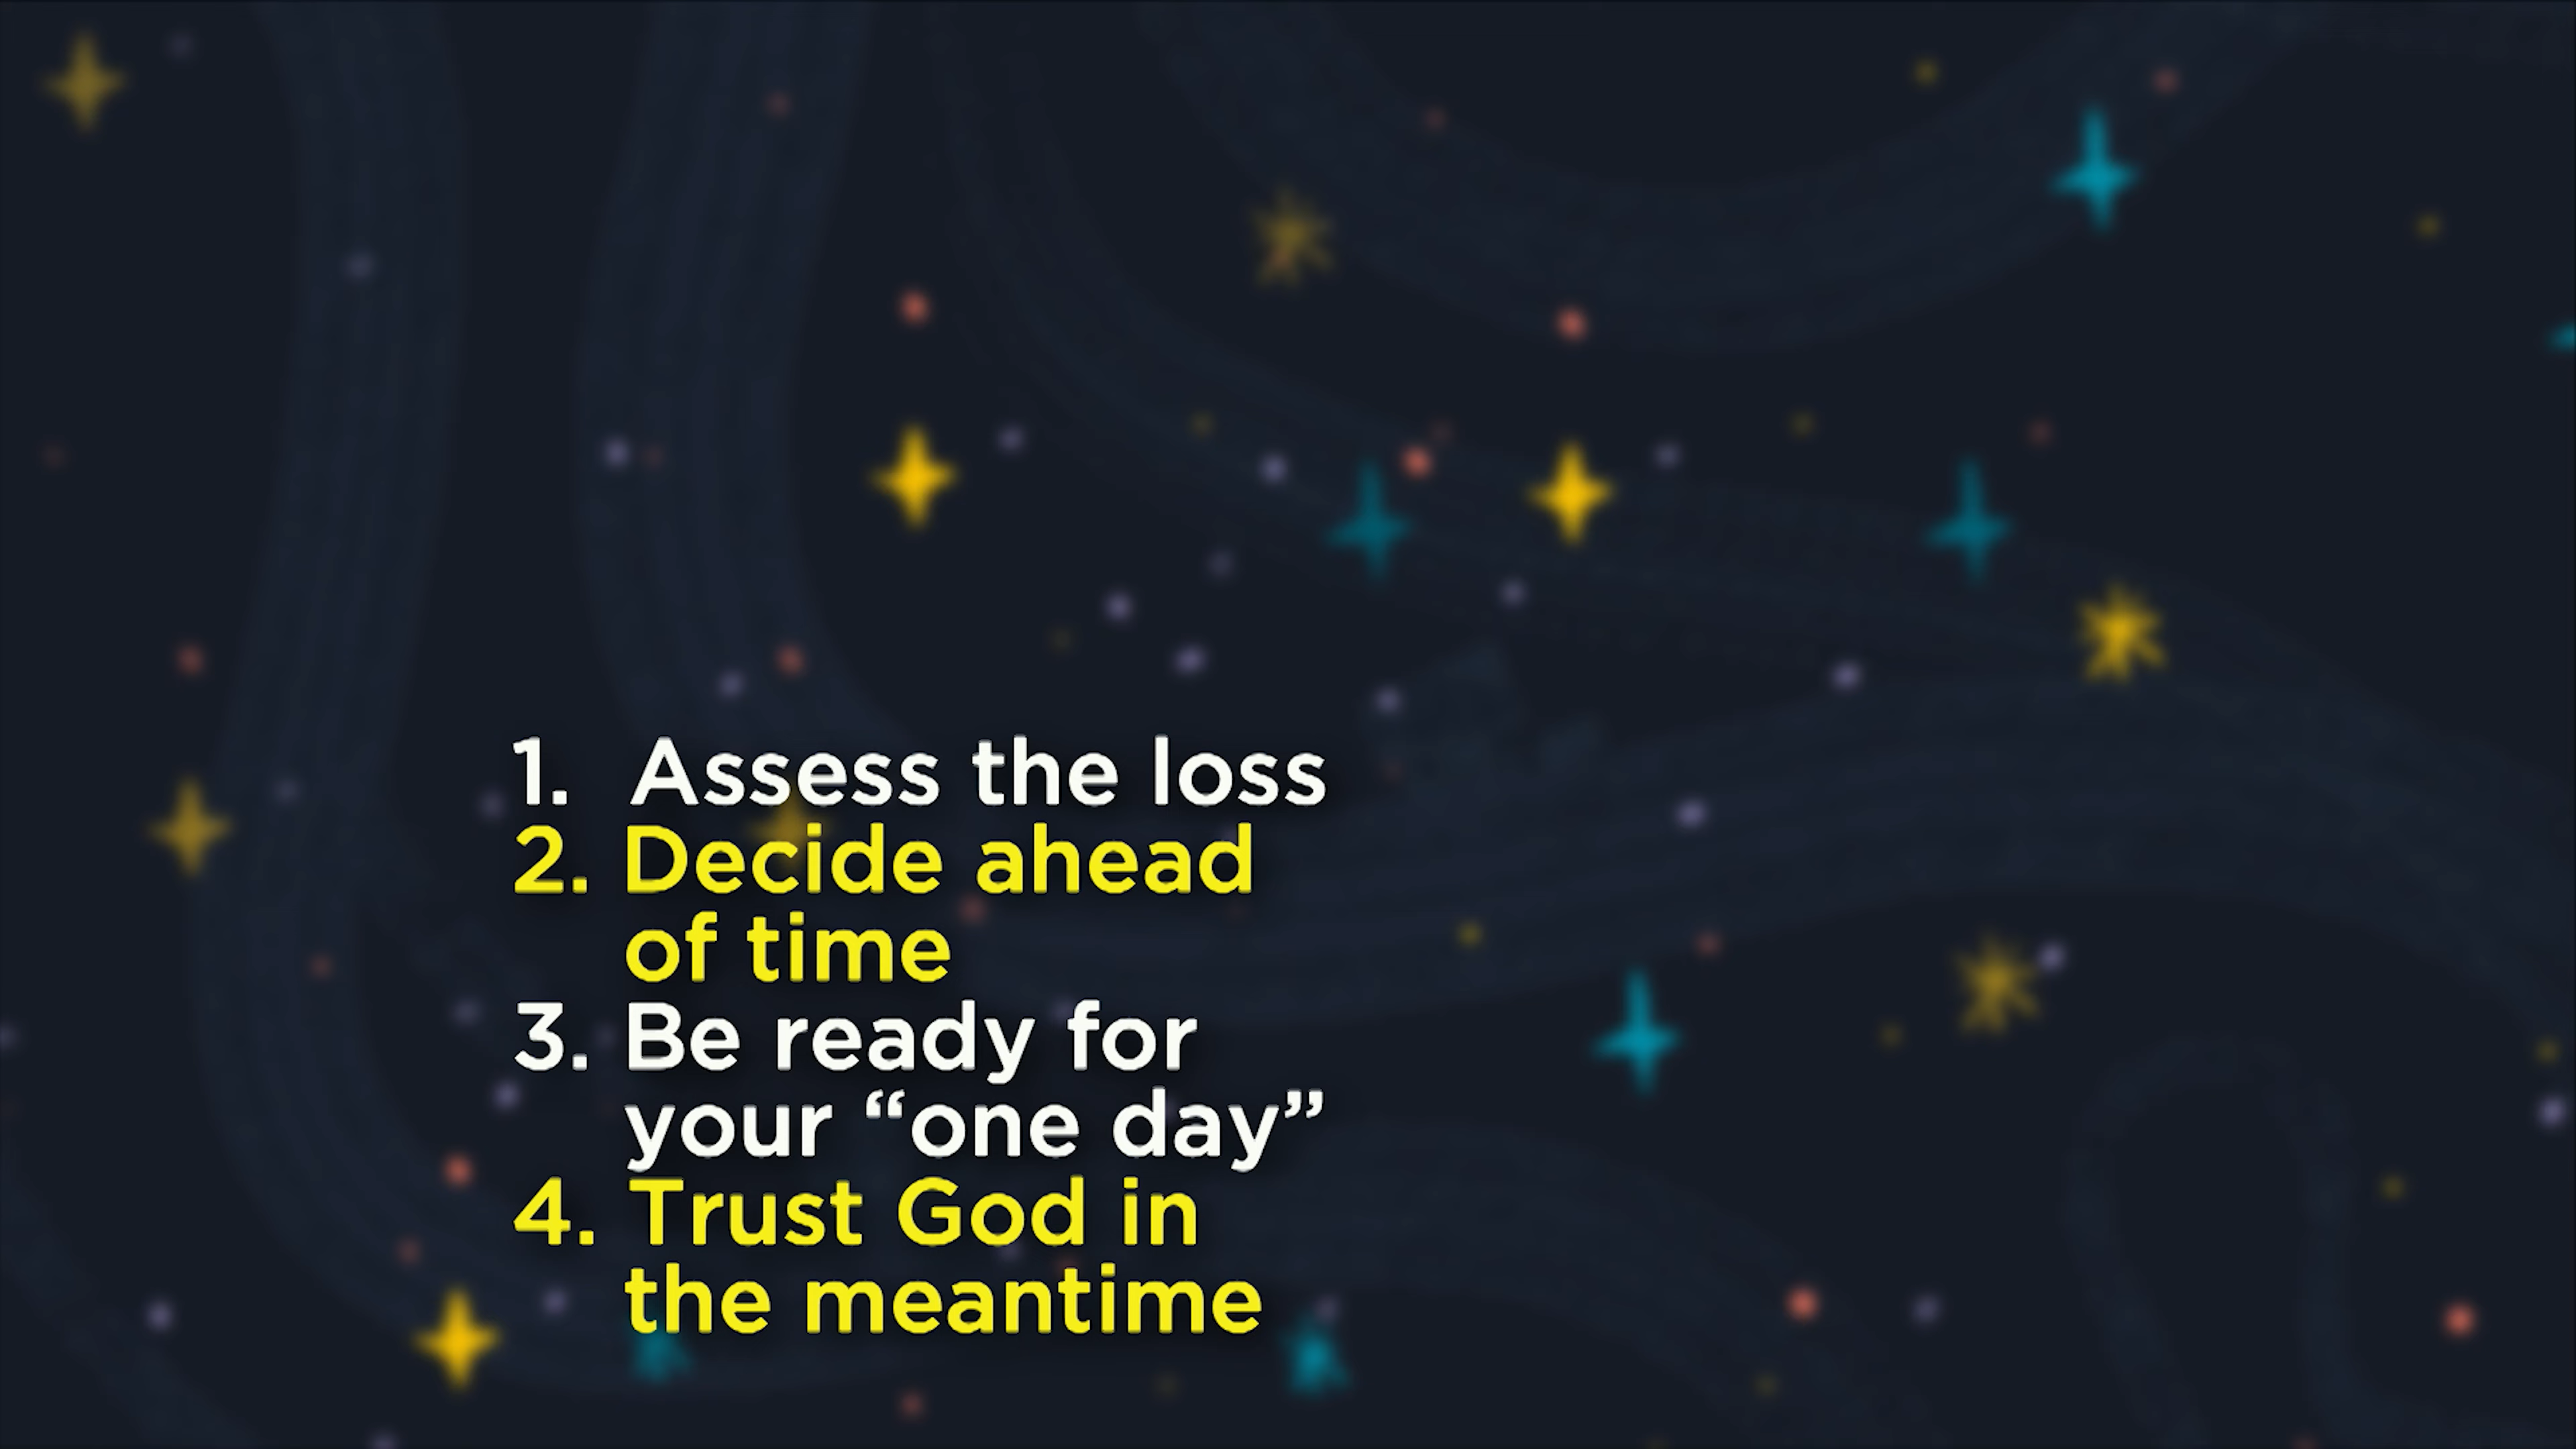 1. Assess the loss
2. Decide ahead
of time
3. Be ready for
your “one day”
4. Trust God in
the meantime